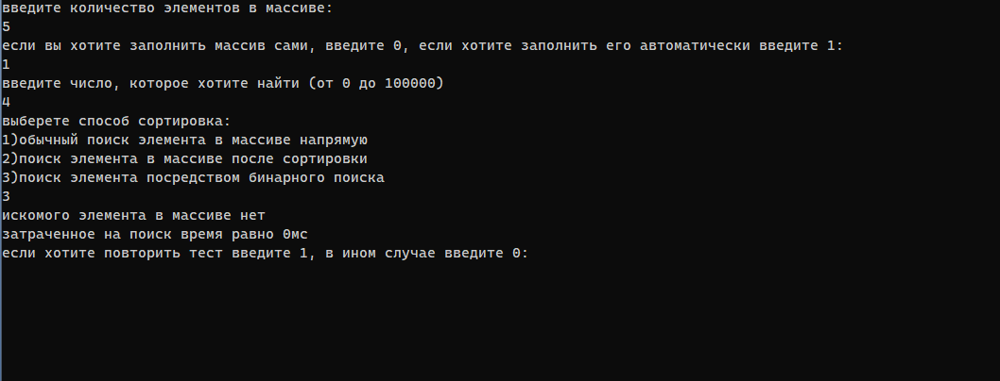 введите количество элементов в массиве:
5
если вы хотите заполнить массив сами, введите 0, если хотите заполнить его автоматически введите 1:
1
введите число, которое хотите найти (от 0 до 100000)
4
выберете способ сортировка:
1)обычный поиск элемента в массиве напрямую
2)поиск элемента в массиве после сортировки
3)поиск элемента посредством бинарного поиска
3
искомого элемента в массиве нет
затраченное на поиск время равно 0мс
если хотите повторить тест введите 1, в ином случае введите 0: